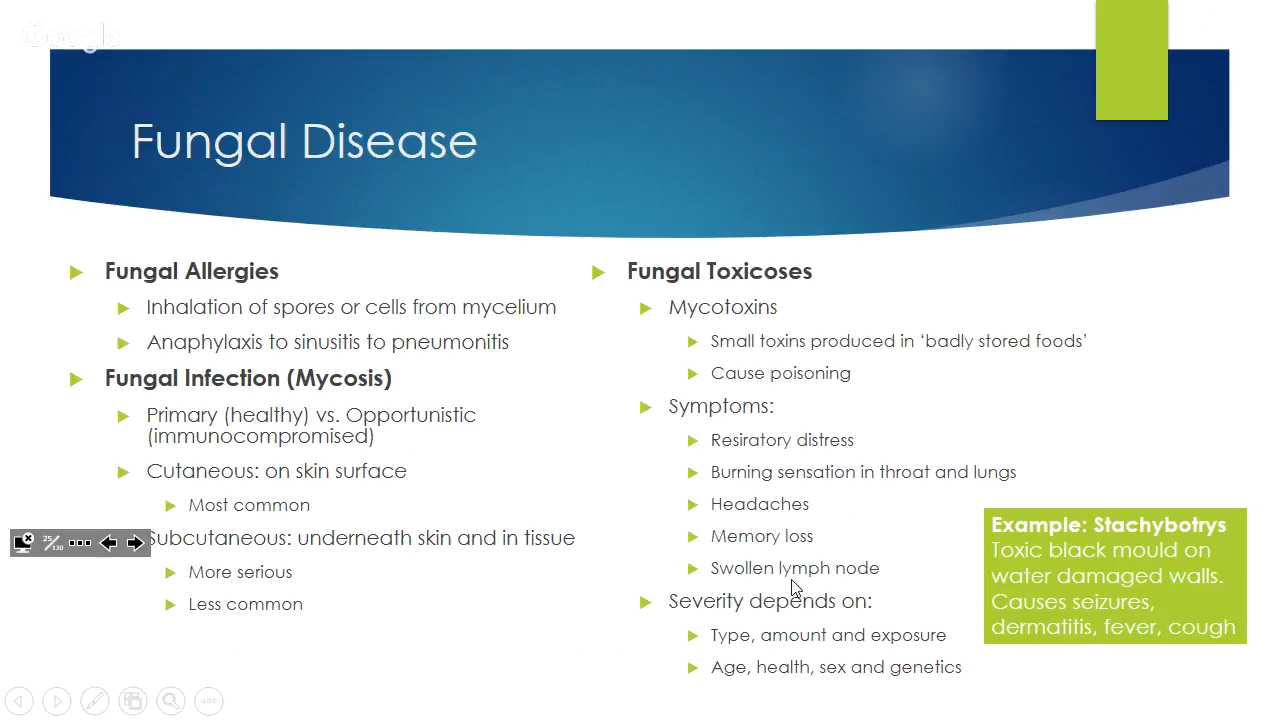 Google
Fungal Disease
Fungal Allergies
Inhalation of spores or cells from mycelium
Anaphylaxis to sinusitis to pneumonitis
Fungal Infection (Mycosis)
Primary (healthy) vs. Opportunistic
(immunocompromised)
Cutaneous: on skin surface
Most common
Subcutaneous: underneath skin and in tissue
More serious
Less common
25/130
Fungal Toxicoses
Mycotoxins
Small toxins produced in ‘badly stored foods’
Cause poisoning
Symptoms:
Resiratory distress
Burning sensation in throat and lungs
Headaches
Memory loss
Swollen lymph node
Severity depends on:
Type, amount and exposure
Age, health, sex and genetics
Example: Stachybotrys
Toxic black mould on
water damaged walls.
Causes seizures,
dermatitis, fever, cough